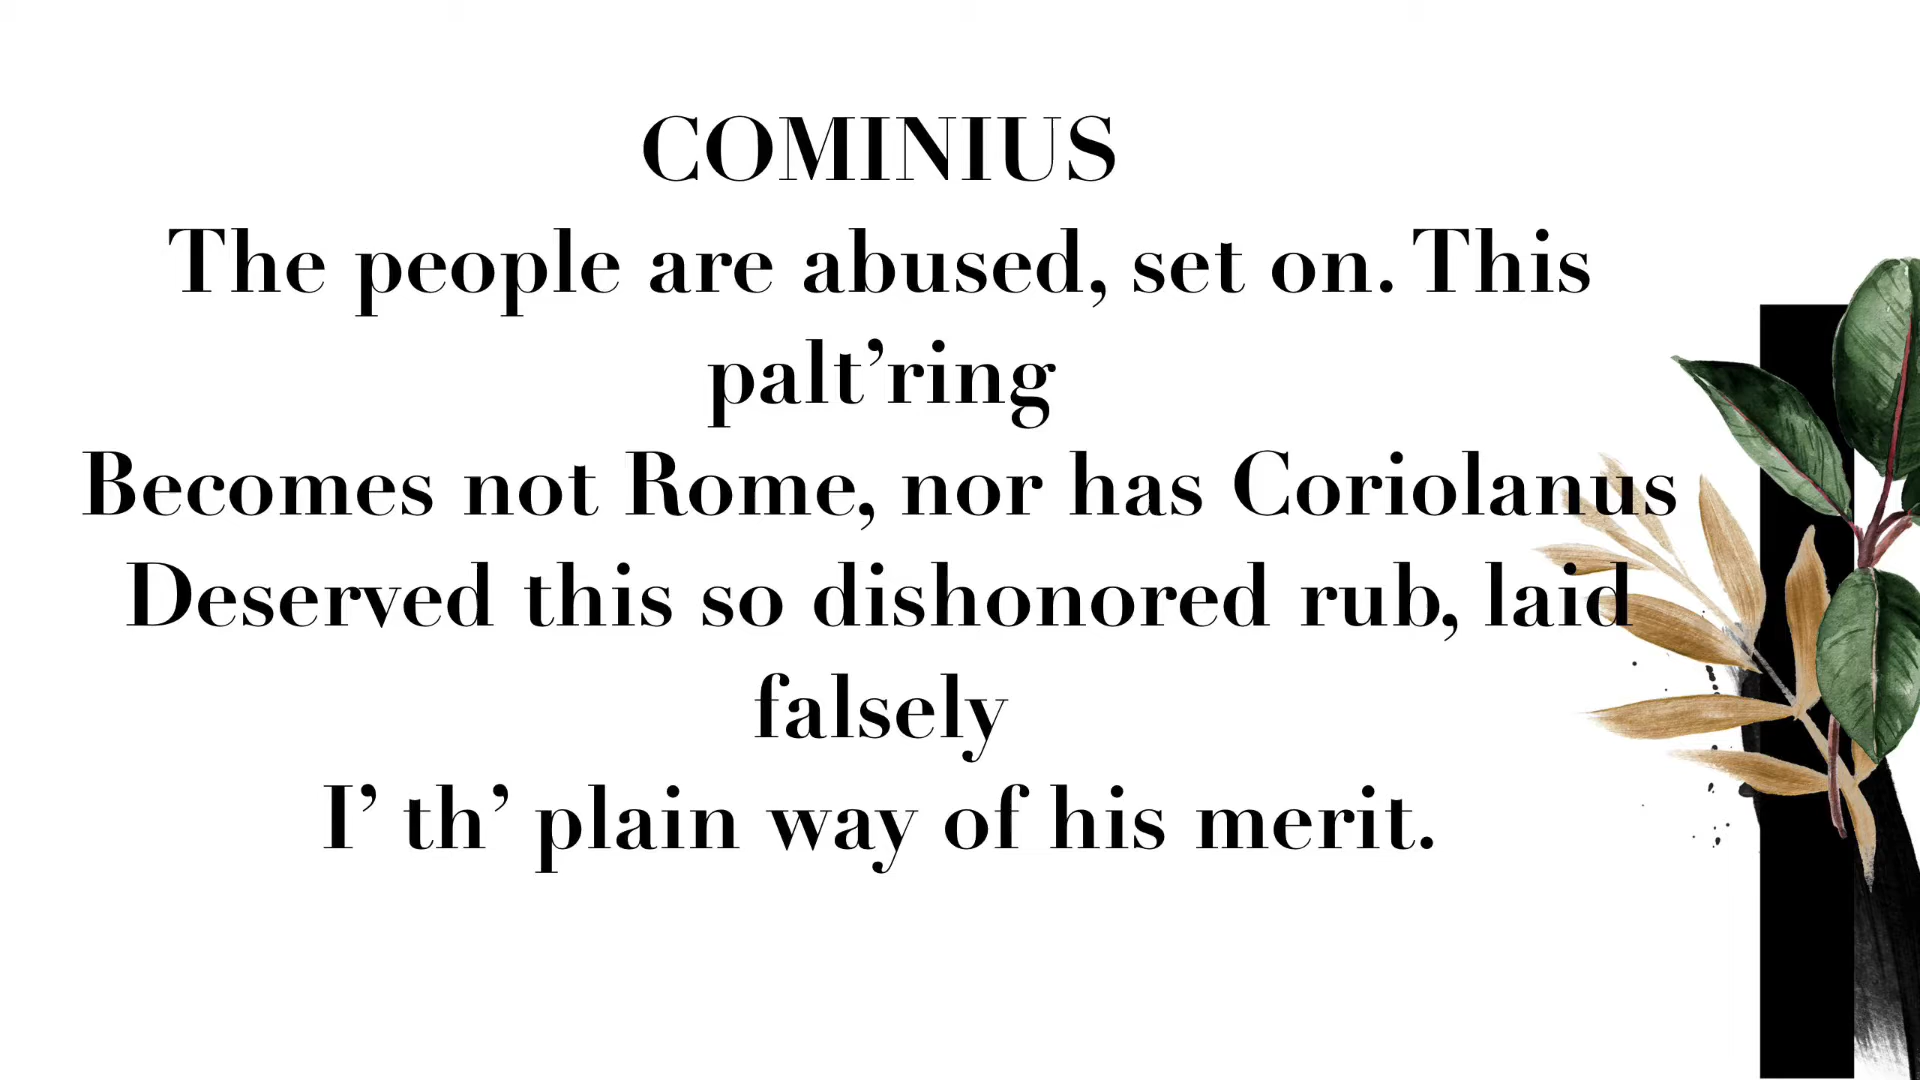 COMINIUS
The people are abused, set on. This
palt’ring
Becomes not Rome, nor has Coriolanus
Deserved this so dishonored rub, laid
falsely
I’ th’ plain way of his merit.